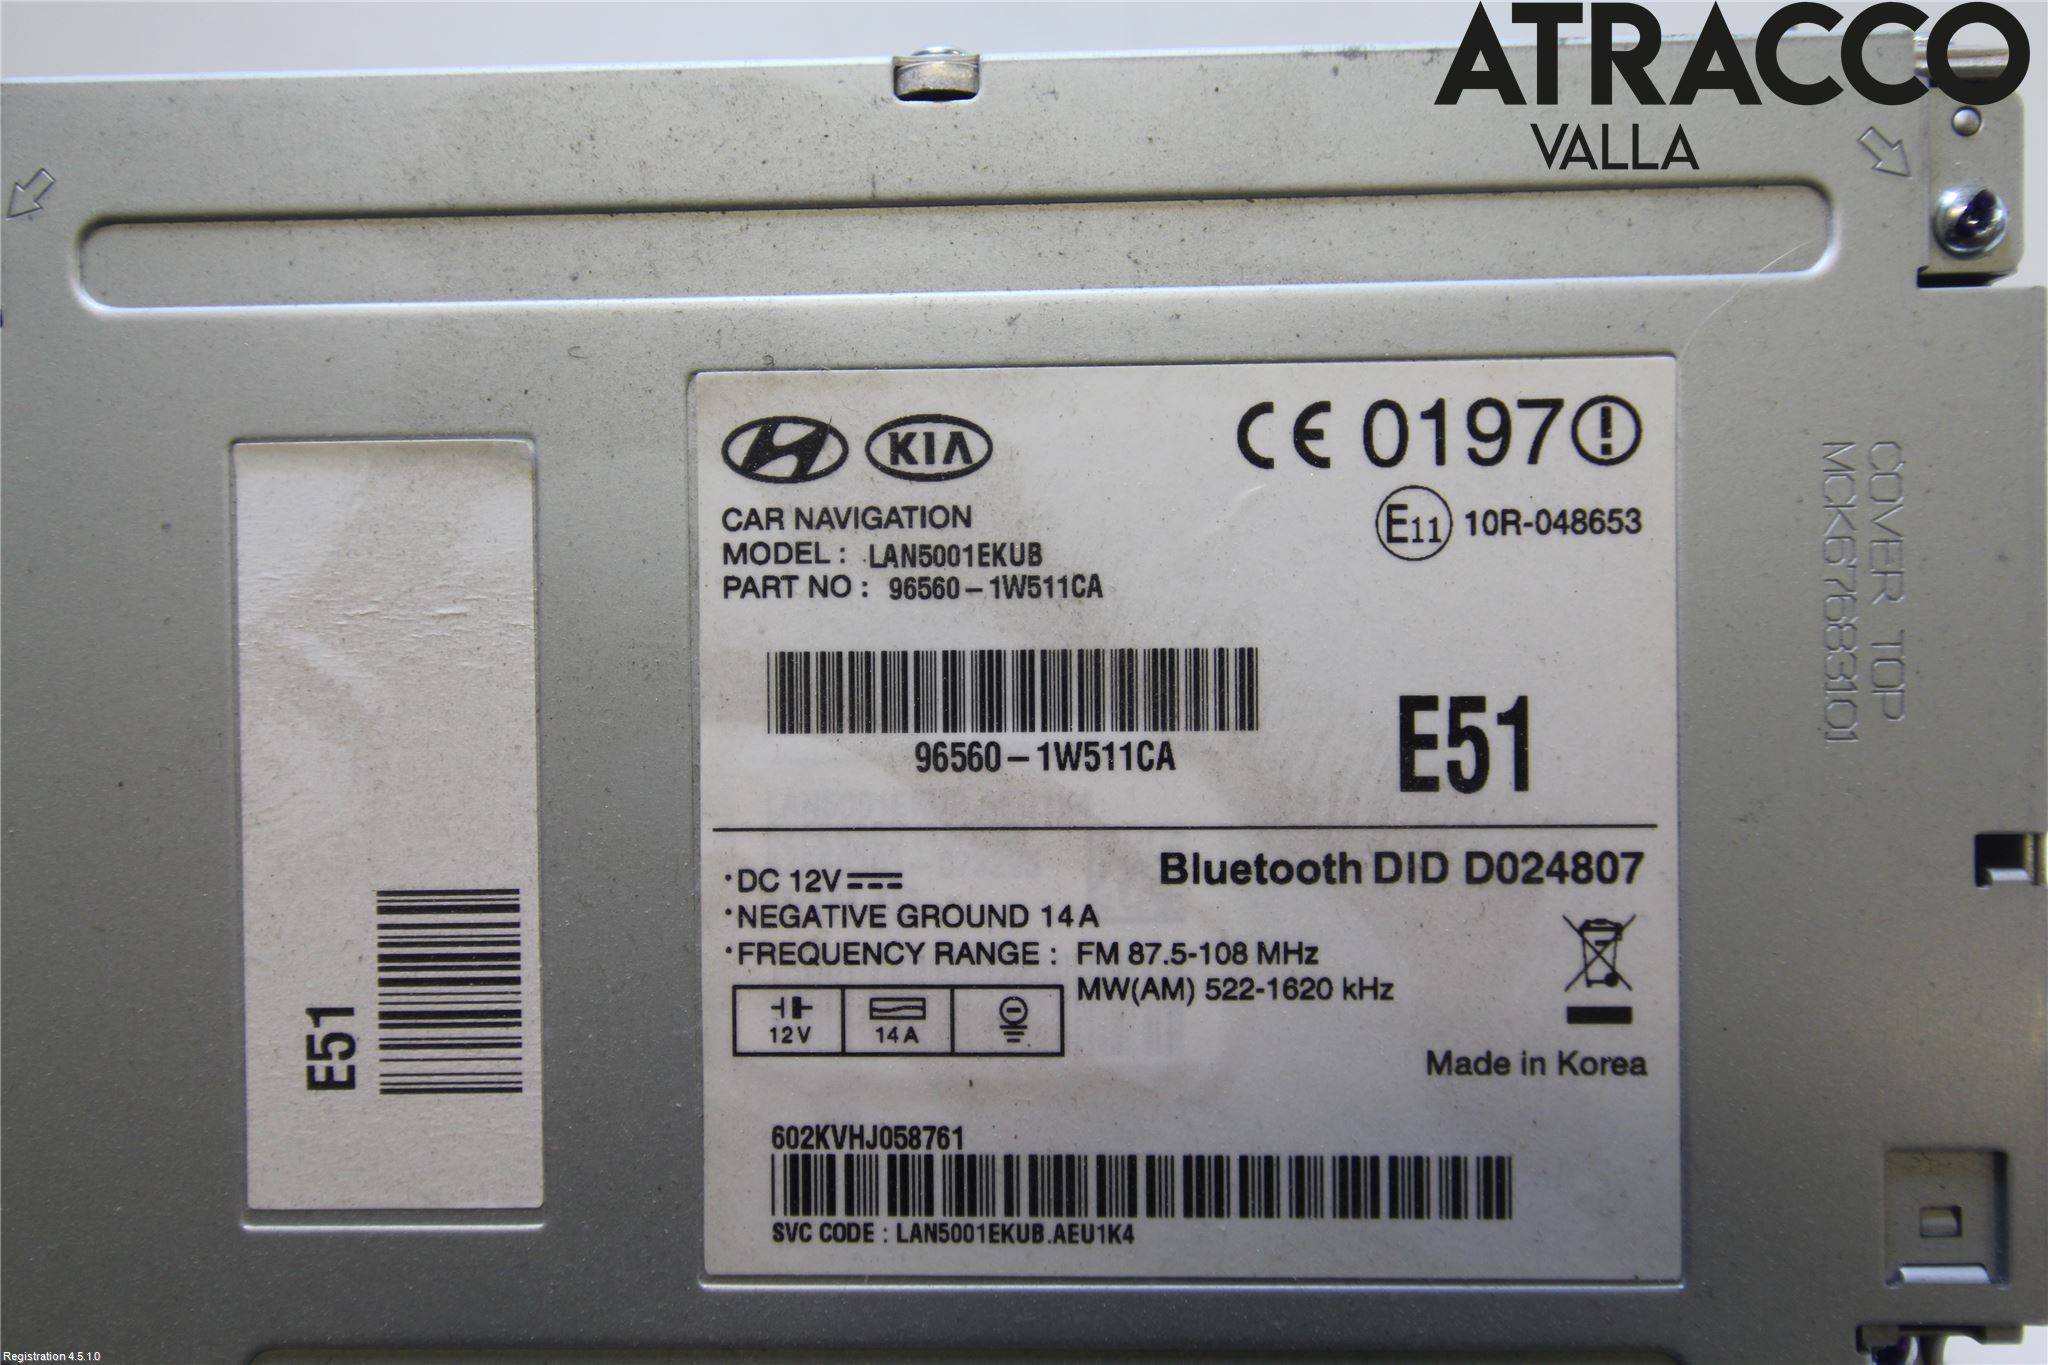 ATRACCO
VALLA
KIA
CE 0197
CAR NAVIGATION
MODEL : LAN5001EKUB
PART NO : 96560-1W511CA
E11 10R-048653
96560-1W511CA
E51
· DC 12V
· NEGATIVE GROUND 14A
· FREQUENCY RANGE : FM 87.5-108 MHz
MW(AM) 522-1620 kHz
Bluetooth DID D024807
12V 14A
Made in Korea
602KVHJ058761
SVC CODE : LAN5001EKUB.AEU1K4
E51
COVER TOP
MCK67683101
Registration 4.5.1.0